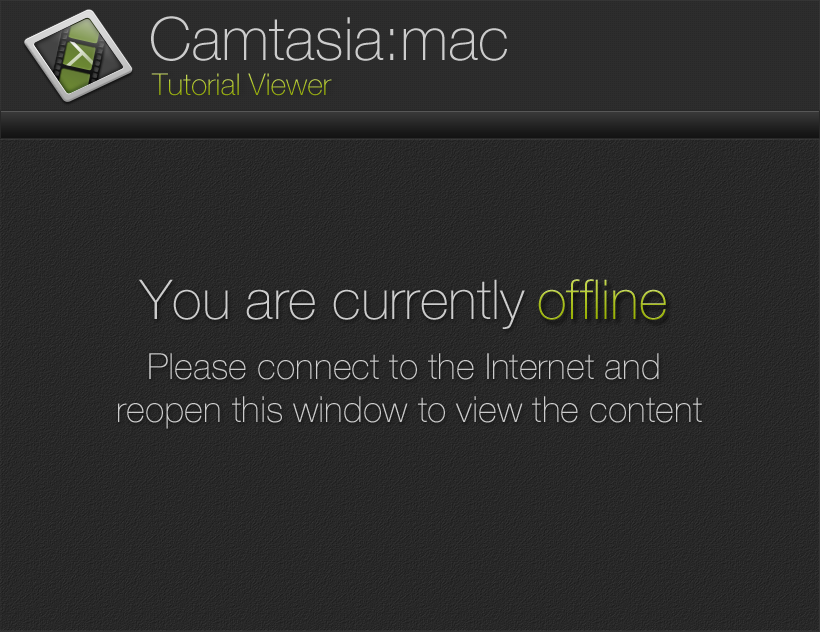 Camtasia:mac
Tutorial Viewer
You are currently offline
Please connect to the Internet and
reopen this window to view the content